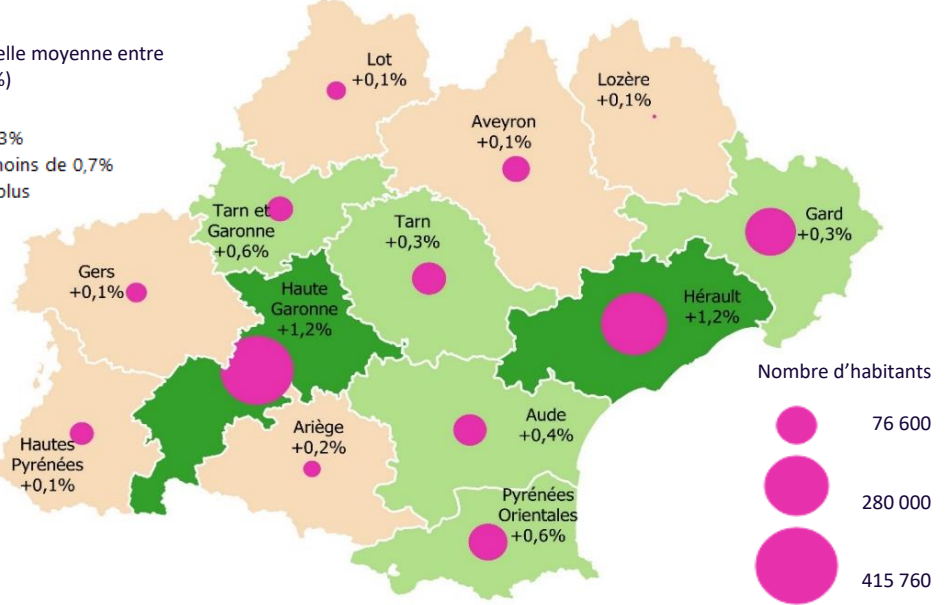 elle moyenne entre
%)
3%
moins de 0,7%
plus
Lot
+0,1%
Lozère
+0,1%
Aveyron
+0,1%
Tarn et
Garonne
+0,6%
Tarn
+0,3%
Gard
+0,3%
Gers
+0,1%
Haute
Garonne
+1,2%
Hérault
+1,2%
Hautes
Pyrénées
+0,1%
Ariège
+0,2%
Aude
+0,4%
Pyrénées
Orientales
+0,6%
Nombre d’habitants
76 600
280 000
415 760